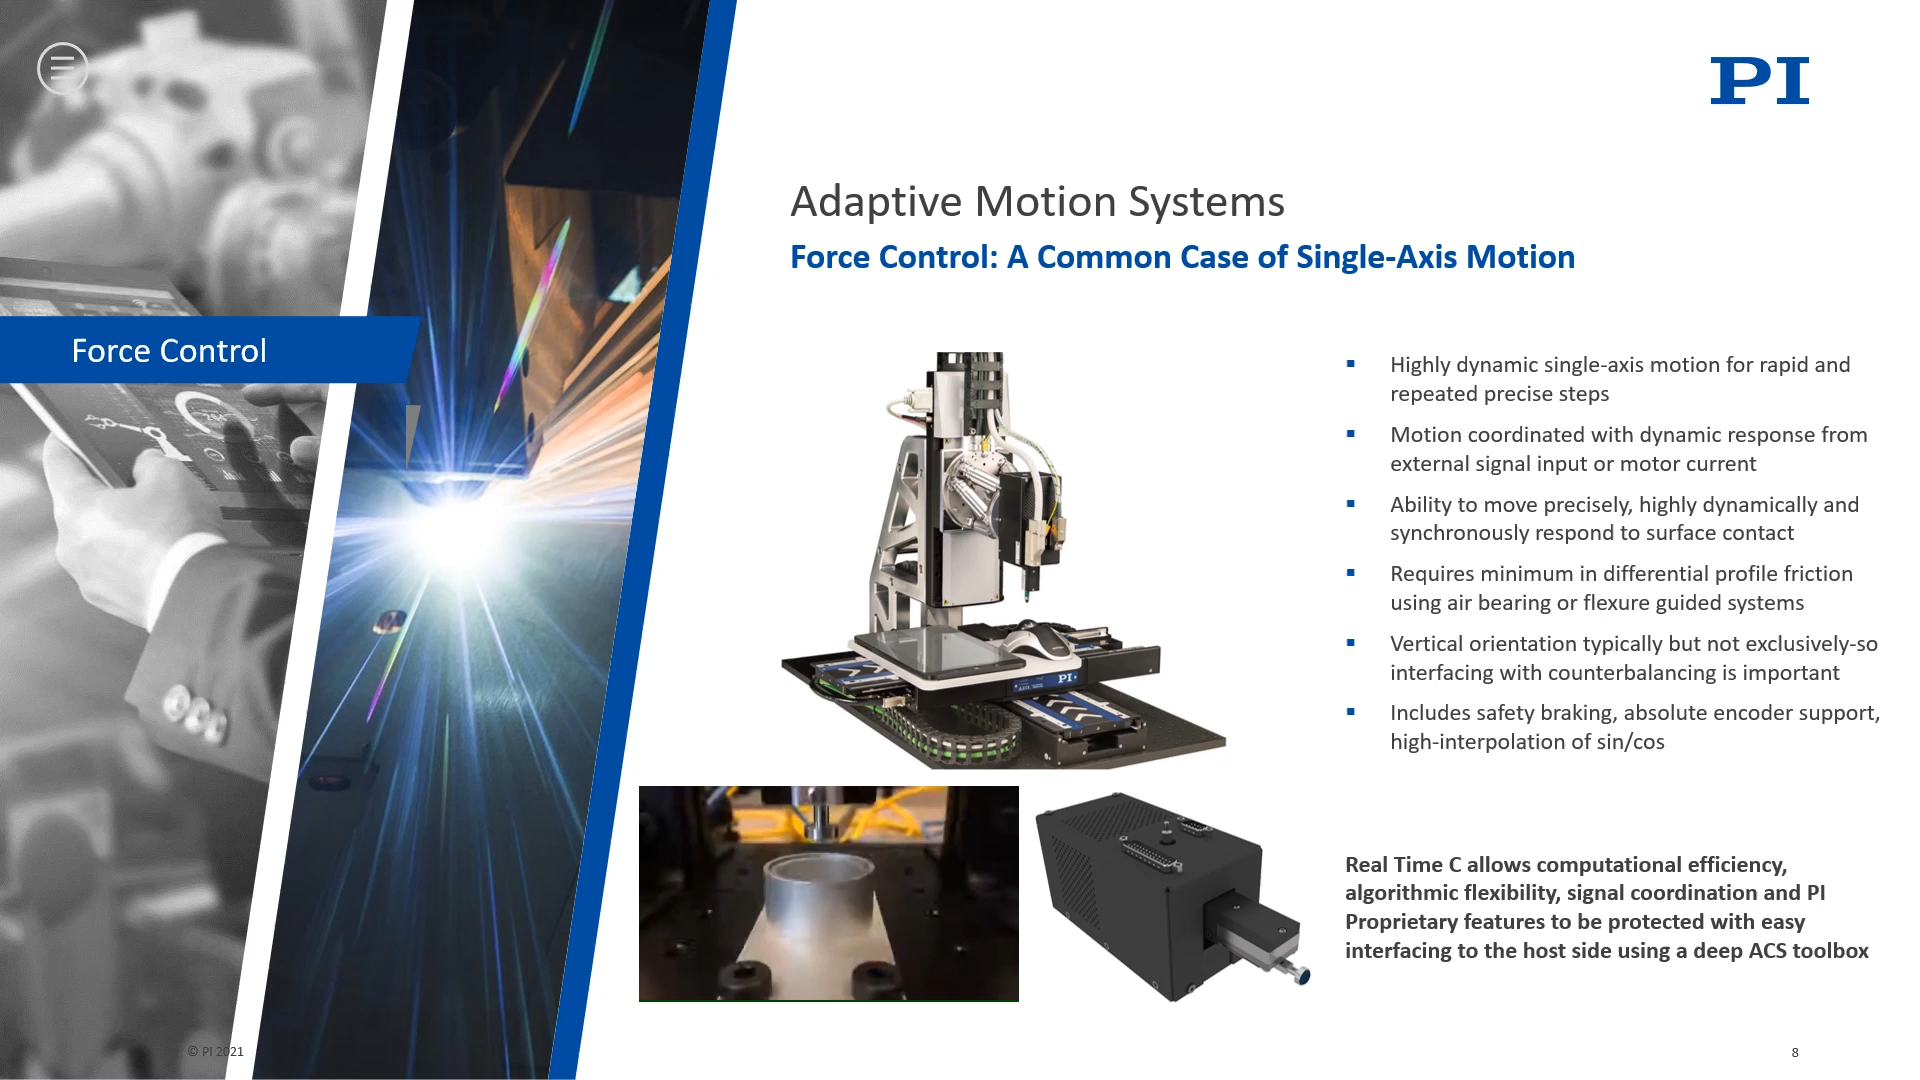 PI
Adaptive Motion Systems
Force Control: A Common Case of Single-Axis Motion
Force Control
▪ Highly dynamic single-axis motion for rapid and
repeated precise steps
▪ Motion coordinated with dynamic response from
external signal input or motor current
▪ Ability to move precisely, highly dynamically and
synchronously respond to surface contact
▪ Requires minimum in differential profile friction
using air bearing or flexure guided systems
▪ Vertical orientation typically but not exclusively-so
interfacing with counterbalancing is important
▪ Includes safety braking, absolute encoder support,
high-interpolation of sin/cos
PI
Real Time C allows computational efficiency,
algorithmic flexibility, signal coordination and PI
Proprietary features to be protected with easy
interfacing to the host side using a deep ACS toolbox
© PI 2021
8